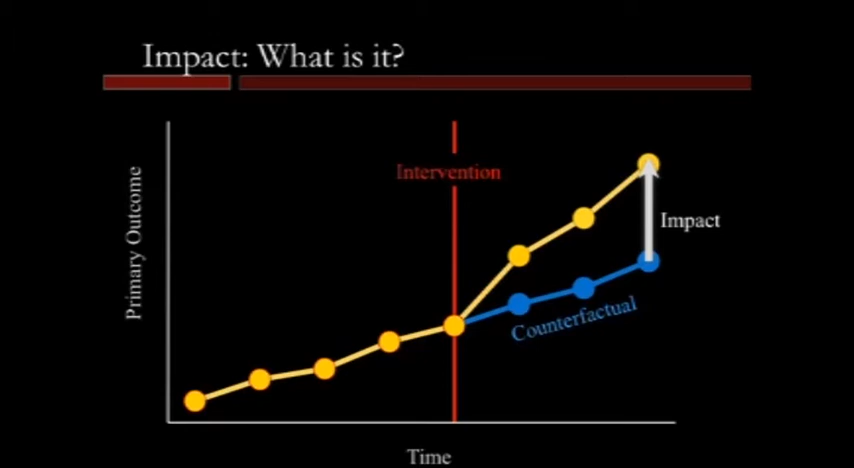 Impact: What is it?
Intervention
Primary Outcome
Impact
Counterfactual
Time